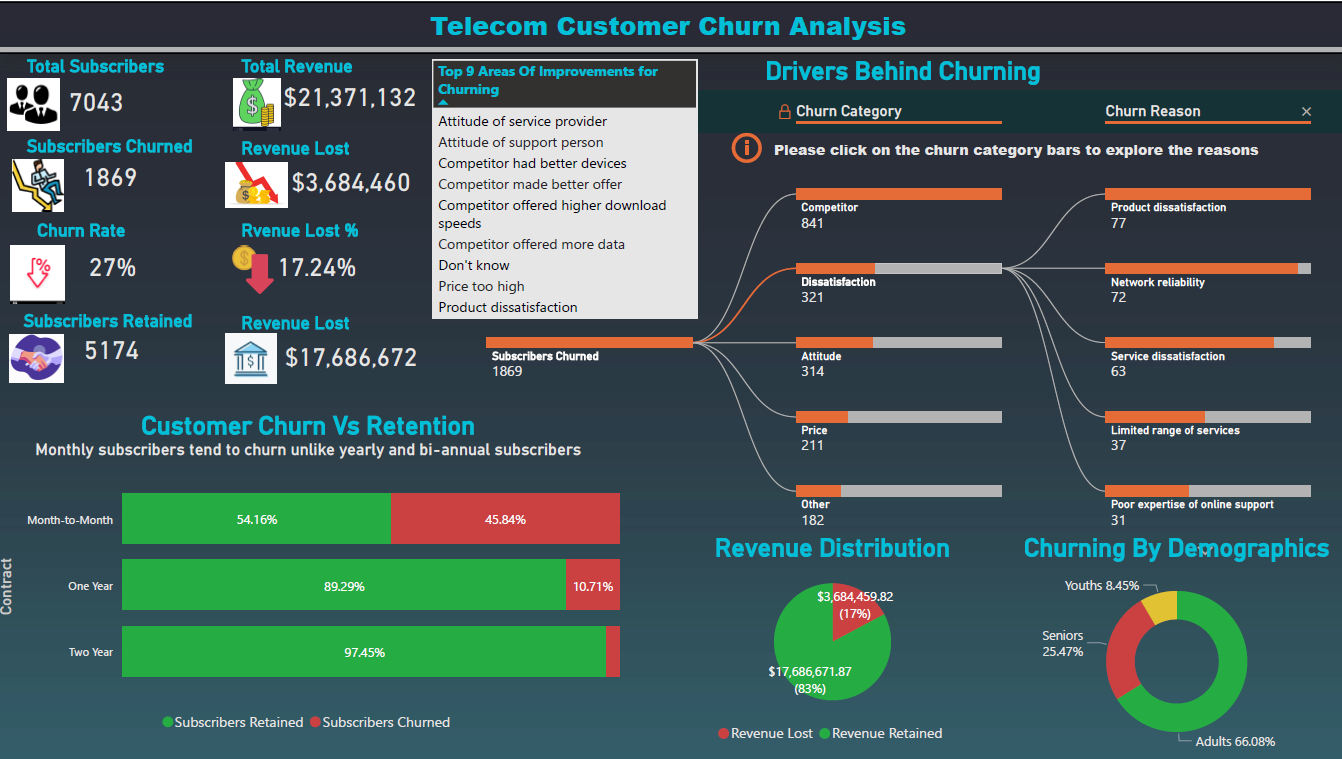 Telecom Customer Churn Analysis
Total Subscribers
7043
Total Revenue
$21,371,132
Subscribers Churned
1869
Revenue Lost
$3,684,460
Churn Rate
27%
Rvenue Lost %
17.24%
Subscribers Retained
5174
Revenue Lost
$17,686,672
Top 9 Areas Of Improvements for
Churning
Attitude of service provider
Attitude of support person
Competitor had better devices
Competitor made better offer
Competitor offered higher download
speeds
Competitor offered more data
Don't know
Price too high
Product dissatisfaction
Drivers Behind Churning
Churn Category
Churn Reason
Please click on the churn category bars to explore the reasons
Subscribers Churned
1869
Competitor
841
Dissatisfaction
321
Attitude
314
Price
211
Other
182
Product dissatisfaction
77
Network reliability
72
Service dissatisfaction
63
Limited range of services
37
Poor expertise of online support
31
Customer Churn Vs Retention
Monthly subscribers tend to churn unlike yearly and bi-annual subscribers
Contract
Month-to-Month
54.16%
45.84%
One Year
89.29%
10.71%
Two Year
97.45%
Subscribers Retained
Subscribers Churned
Revenue Distribution
$3,684,459.82
(17%)
$17,686,671.87
(83%)
Revenue Lost
Revenue Retained
Churning By Demographics
Youths 8.45%
Seniors
25.47%
Adults 66.08%